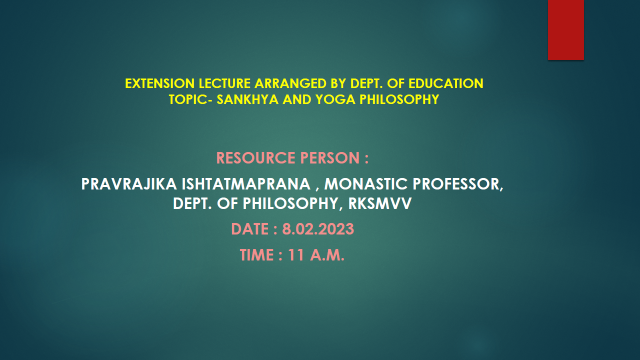 EXTENSION LECTURE ARRANGED BY DEPT. OF EDUCATION
TOPIC- SANKHYA AND YOGA PHILOSOPHY
RESOURCE PERSON :
PRAVRAJIKA ISHTATMAPRANA , MONASTIC PROFESSOR,
DEPT. OF PHILOSOPHY, RKSMVV
DATE : 8.02.2023
TIME : 11 A.M.